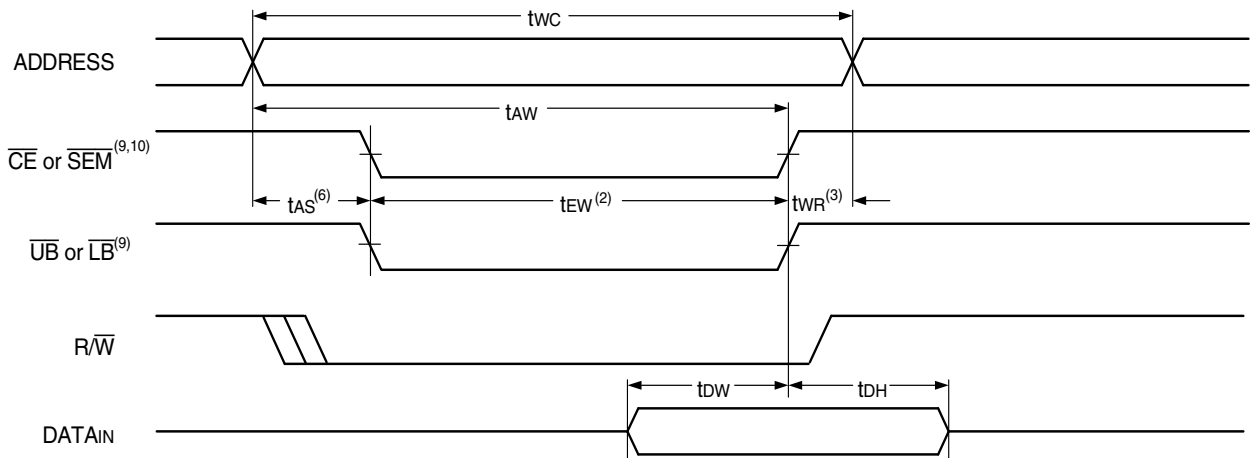 tWC
ADDRESS
tAW
CE or SEM(9,10)
tAS(6) tEW(2) tWR(3)
UB or LB(9)
R/W
tDW tDH
DATAIN